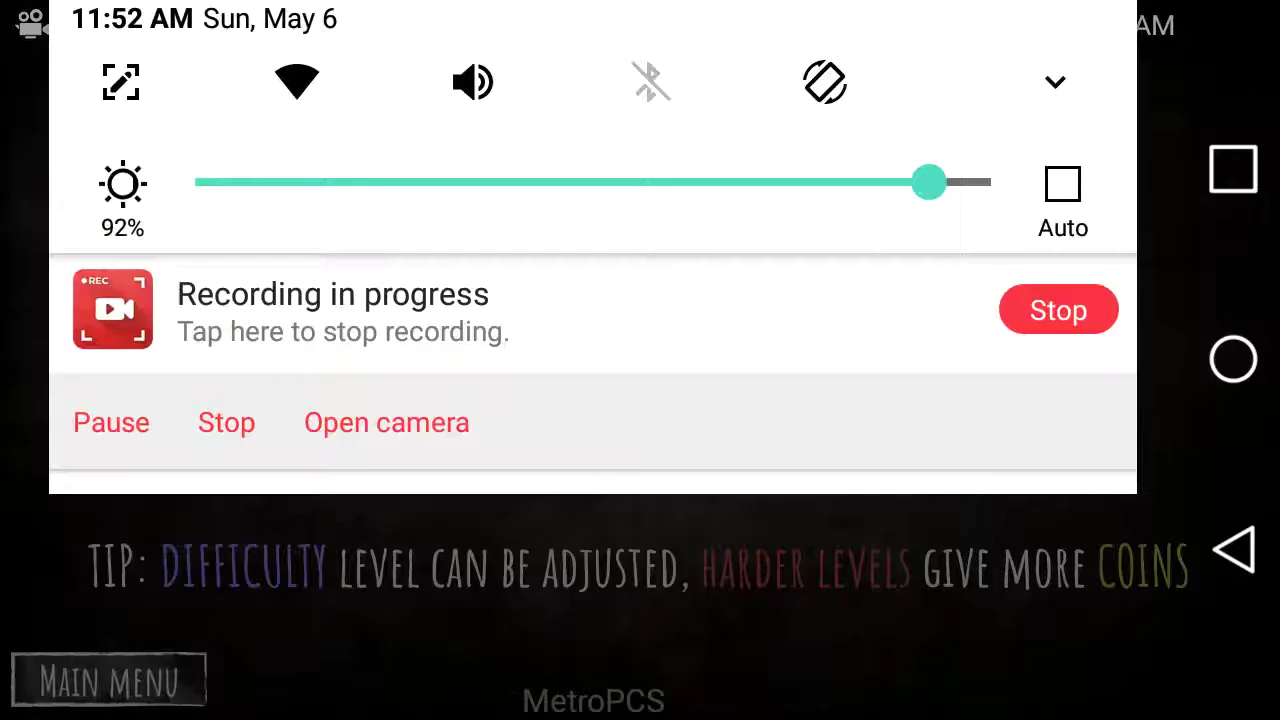 11:52 AM Sun, May 6
AM
92%
Auto
REC
Recording in progress
Tap here to stop recording.
Stop
Pause Stop Open camera
TIP: DIFFICULTY LEVEL CAN BE ADJUSTED, HARDER LEVELS GIVE MORE COINS
MAIN MENU
MetroPCS